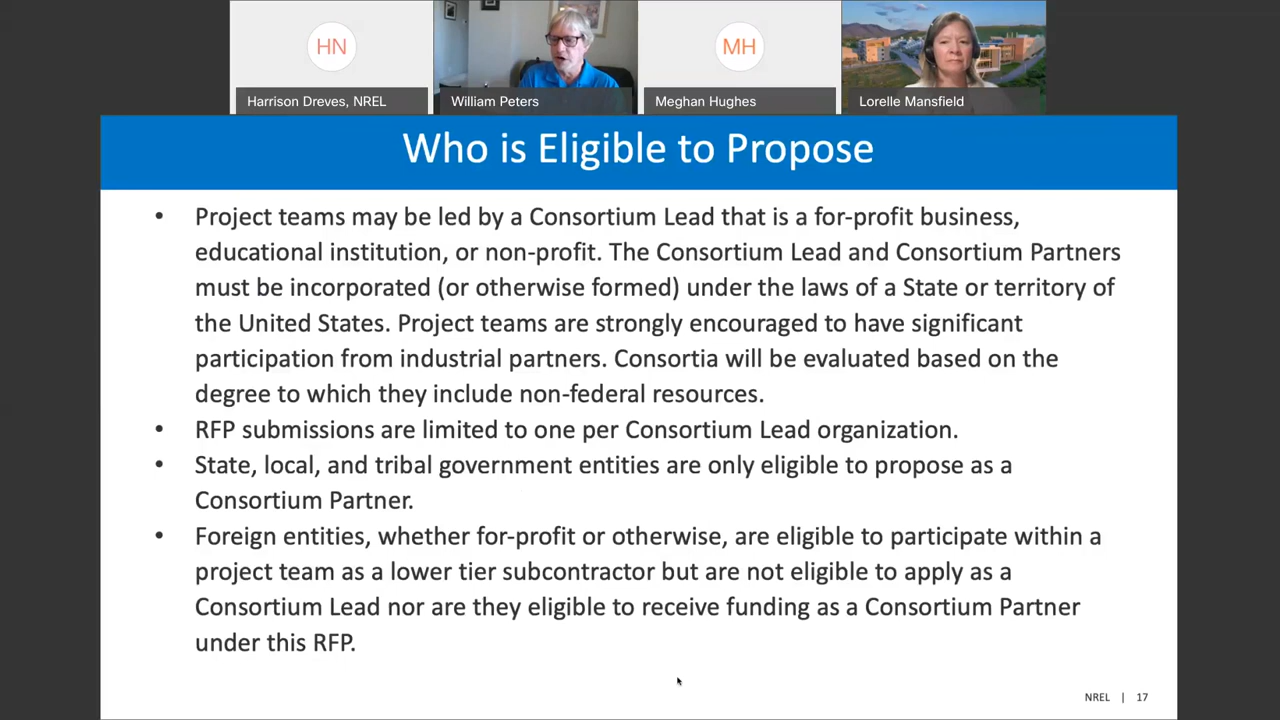 HN
MH
Harrison Dreves, NREL
William Peters
Meghan Hughes
Lorelle Mansfield
Who is Eligible to Propose
• Project teams may be led by a Consortium Lead that is a for-profit business,
educational institution, or non-profit. The Consortium Lead and Consortium Partners
must be incorporated (or otherwise formed) under the laws of a State or territory of
the United States. Project teams are strongly encouraged to have significant
participation from industrial partners. Consortia will be evaluated based on the
degree to which they include non-federal resources.
• RFP submissions are limited to one per Consortium Lead organization.
• State, local, and tribal government entities are only eligible to propose as a
Consortium Partner.
• Foreign entities, whether for-profit or otherwise, are eligible to participate within a
project team as a lower tier subcontractor but are not eligible to apply as a
Consortium Lead nor are they eligible to receive funding as a Consortium Partner
under this RFP.
NREL | 17